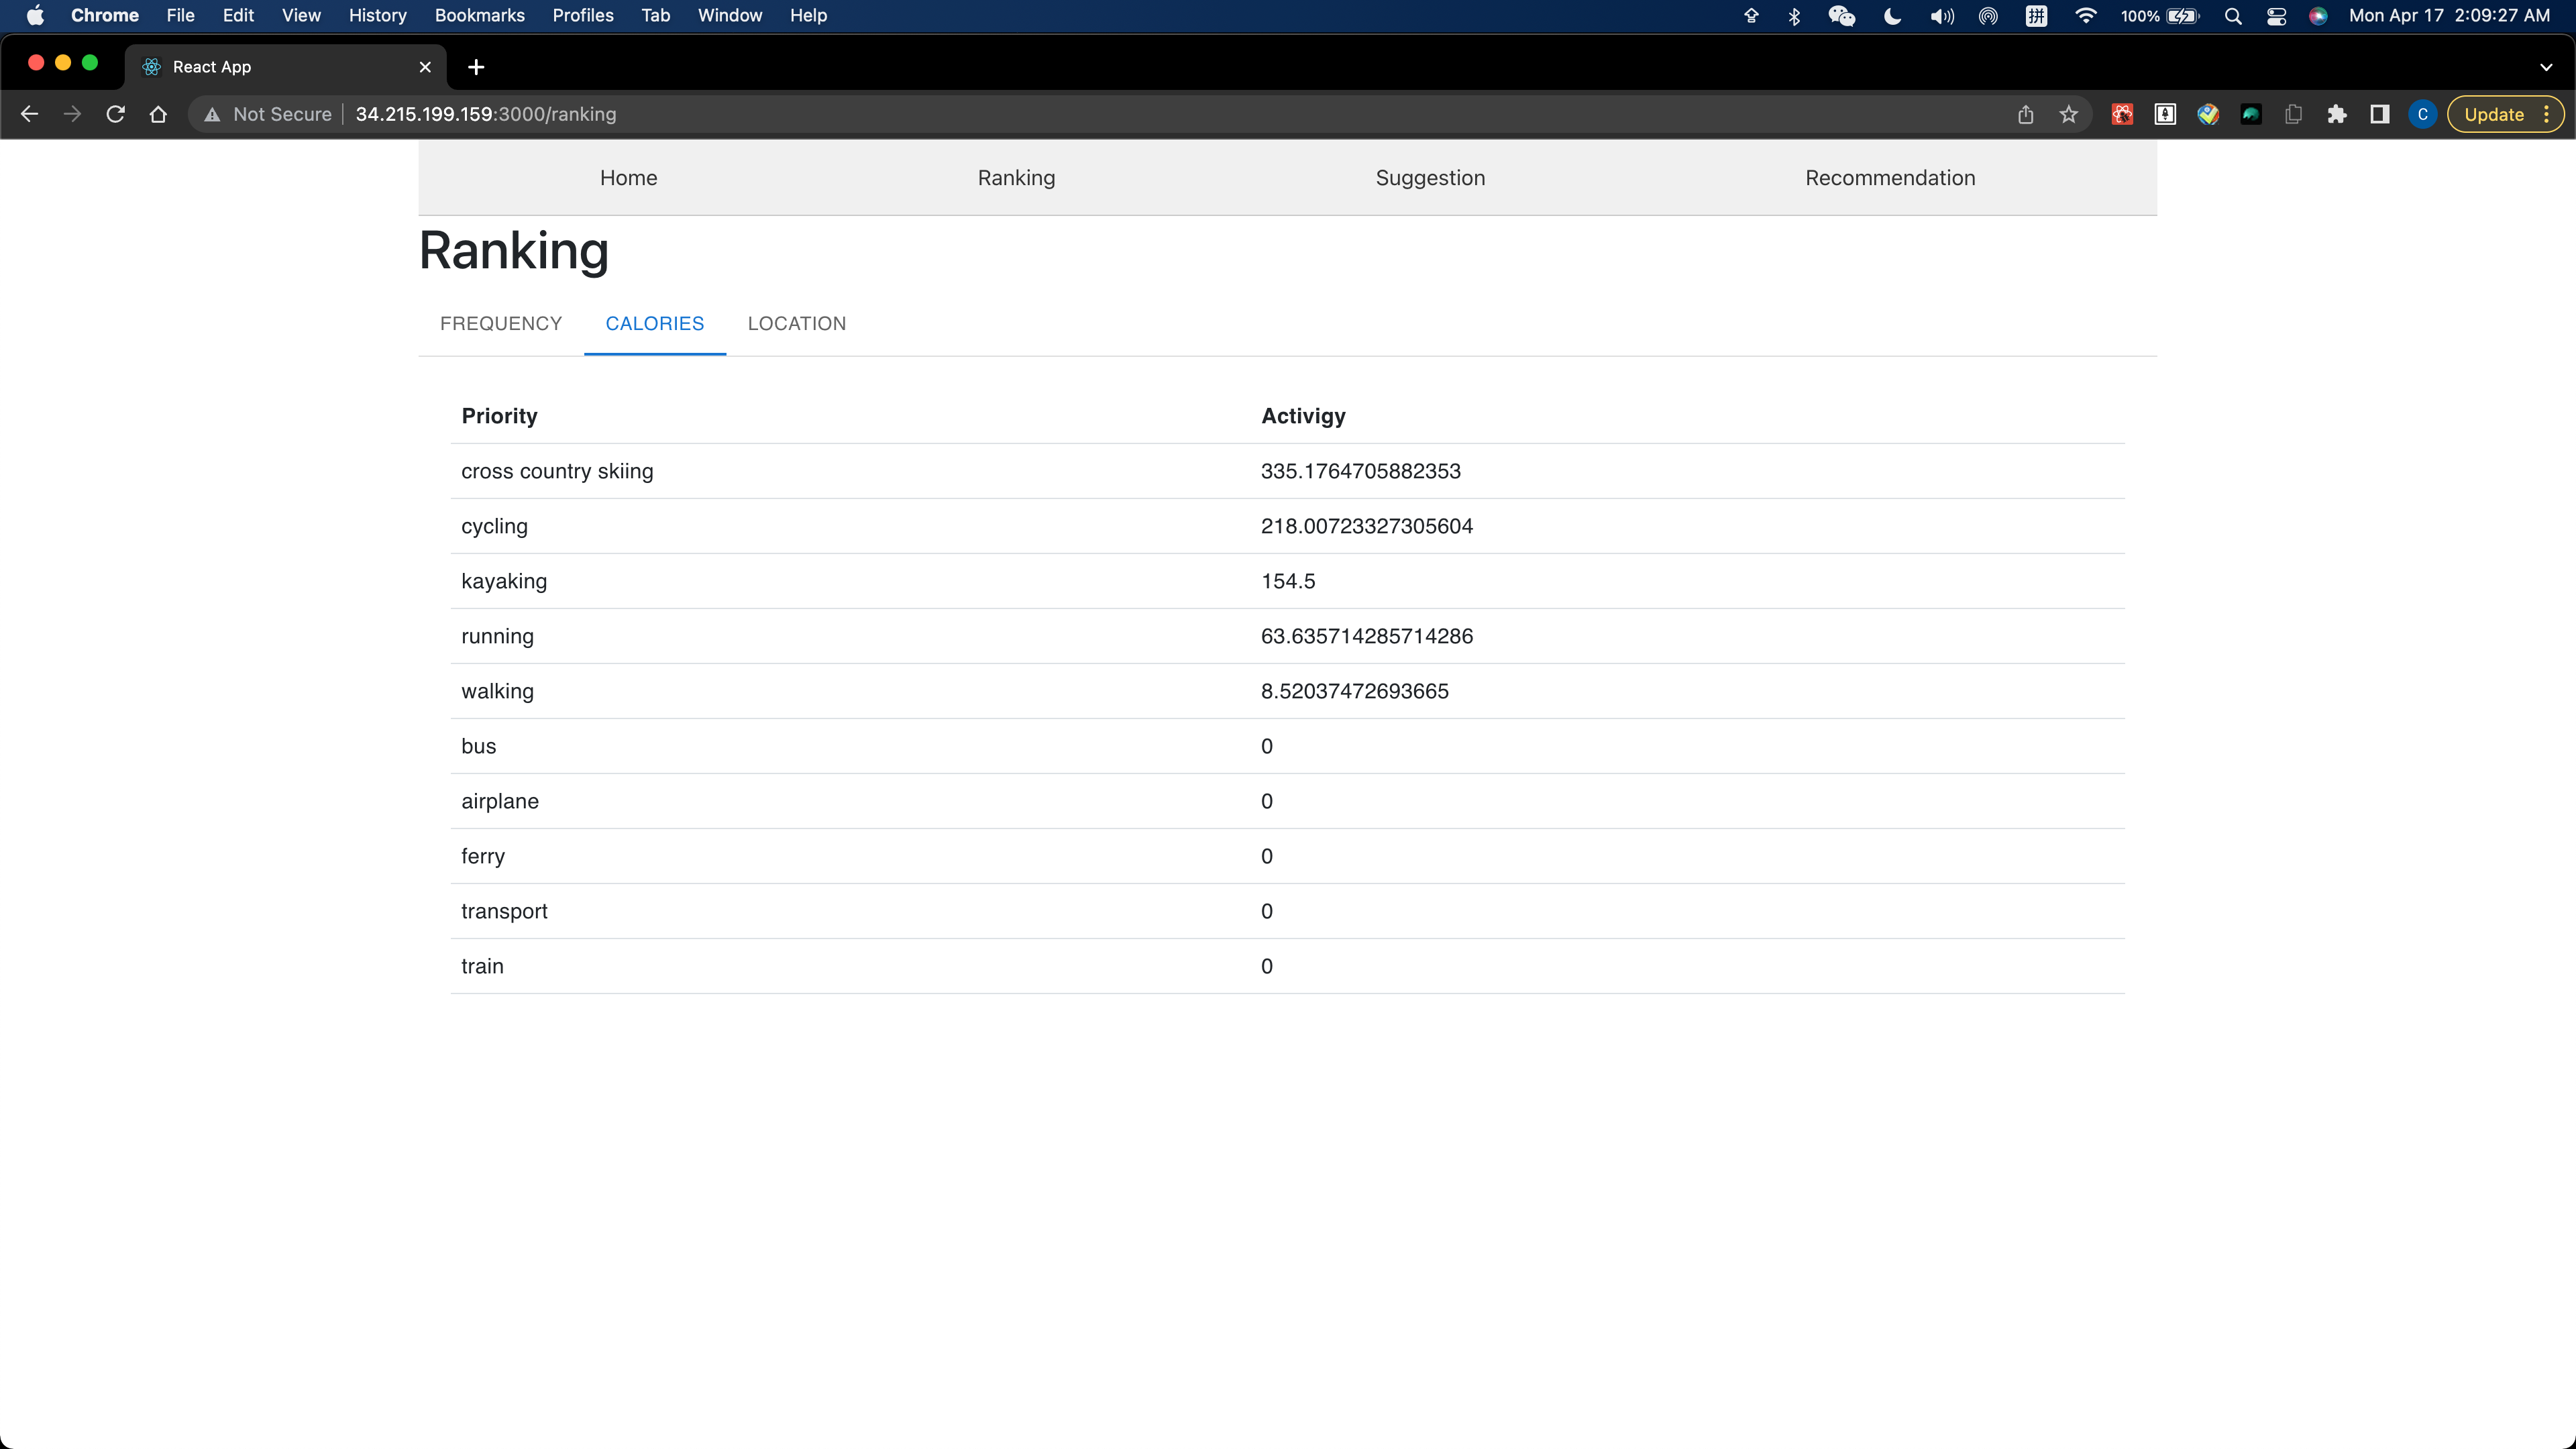 Chrome File Edit View History Bookmarks Profiles Tab Window Help 拼 100% Mon Apr 17 2:09:27 AM
React App
Not Secure 34.215.199.159:3000/ranking C Update
Home Ranking Suggestion Recommendation
Ranking
FREQUENCY CALORIES LOCATION
Priority Activigy
cross country skiing 335.1764705882353
cycling 218.00723327305604
kayaking 154.5
running 63.635714285714286
walking 8.52037472693665
bus 0
airplane 0
ferry 0
transport 0
train 0